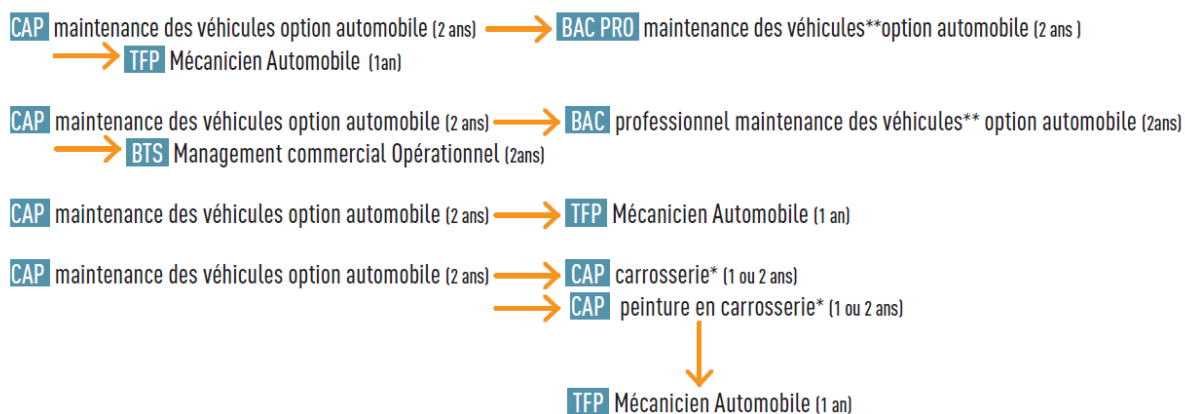 CAP maintenance des véhicules option automobile (2 ans) BAC PRO maintenance des véhicules**option automobile (2 ans )
TFP Mécanicien Automobile (1an)
CAP maintenance des véhicules option automobile (2 ans) BAC professionnel maintenance des véhicules** option automobile (2ans)
BTS Management commercial Opérationnel (2ans)
CAP maintenance des véhicules option automobile (2 ans) TFP Mécanicien Automobile (1 an)
CAP maintenance des véhicules option automobile (2 ans) CAP carrosserie* (1 ou 2 ans)
CAP peinture en carrosserie* (1 ou 2 ans)
TFP Mécanicien Automobile (1 an)